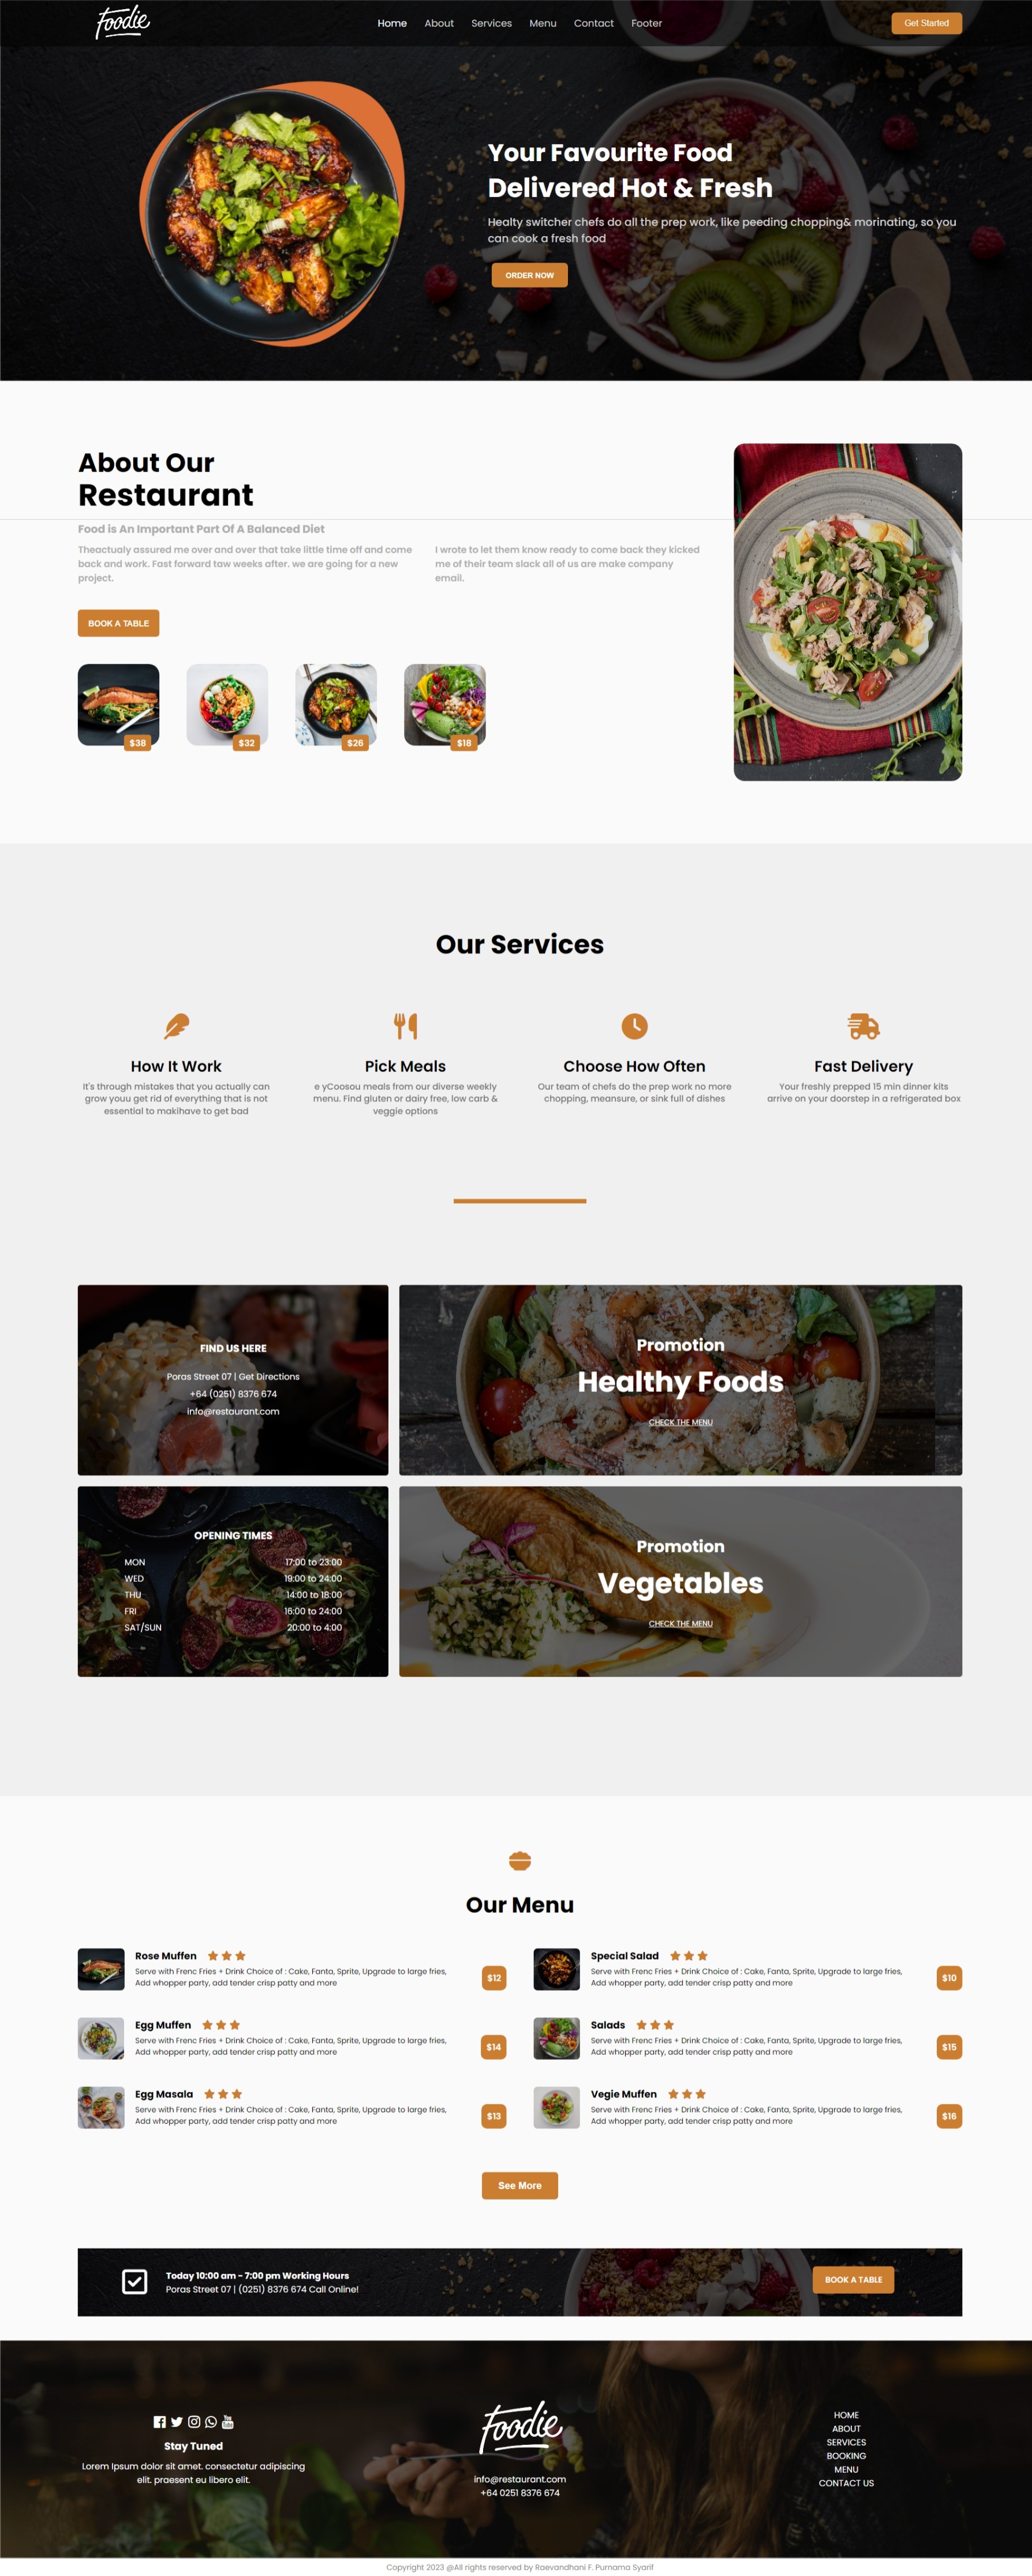 Foodie
Home About Services Menu Contact Footer
Get Started
Your Favourite Food
Delivered Hot & Fresh
Healty switcher chefs do all the prep work, like peeding chopping& morinating, so you
can cook a fresh food
ORDER NOW
About Our
Restaurant
Food is An Important Part Of A Balanced Diet
Theactualy assured me over and over that take little time off and come
back and work. Fast forward taw weeks after. we are going for a new
project.
I wrote to let them know ready to come back they kicked
me of their team slack all of us are make company
email.
BOOK A TABLE
$38
$32
$26
$18
Our Services
How It Work
It's through mistakes that you actually can
grow youu get rid of everything that is not
essential to makihave to get bad
Pick Meals
e yCoosou meals from our diverse weekly
menu. Find gluten or dairy free, low carb &
veggie options
Choose How Often
Our team of chefs do the prep work no more
chopping, meansure, or sink full of dishes
Fast Delivery
Your freshly prepped 15 min dinner kits
arrive on your doorstep in a refrigerated box
FIND US HERE
Poras Street 07 | Get Directions
+64 (0251) 8376 674
info@restaurant.com
Promotion
Healthy Foods
CHECK THE MENU
OPENING TIMES
MON 17:00 to 23:00
WED 19:00 to 24:00
THU 14:00 to 18:00
FRI 16:00 to 24:00
SAT/SUN 20:00 to 4:00
Promotion
Vegetables
CHECK THE MENU
Our Menu
Rose Muffen
Serve with Frenc Fries + Drink Choice of : Cake, Fanta, Sprite, Upgrade to large fries,
Add whopper party, add tender crisp patty and more
$12
Special Salad
Serve with Frenc Fries + Drink Choice of : Cake, Fanta, Sprite, Upgrade to large fries,
Add whopper party, add tender crisp patty and more
$10
Egg Muffen
Serve with Frenc Fries + Drink Choice of : Cake, Fanta, Sprite, Upgrade to large fries,
Add whopper party, add tender crisp patty and more
$14
Salads
Serve with Frenc Fries + Drink Choice of : Cake, Fanta, Sprite, Upgrade to large fries,
Add whopper party, add tender crisp patty and more
$15
Egg Masala
Serve with Frenc Fries + Drink Choice of : Cake, Fanta, Sprite, Upgrade to large fries,
Add whopper party, add tender crisp patty and more
$13
Vegie Muffen
Serve with Frenc Fries + Drink Choice of : Cake, Fanta, Sprite, Upgrade to large fries,
Add whopper party, add tender crisp patty and more
$16
See More
Today 10:00 am - 7:00 pm Working Hours
Poras Street 07 | (0251) 8376 674 Call Online!
BOOK A TABLE
Stay Tuned
Lorem Ipsum dolor sit amet. consectetur adipiscing
elit. praesent eu libero elit.
Foodie
info@restaurant.com
+64 0251 8376 674
HOME
ABOUT
SERVICES
BOOKING
MENU
CONTACT US
Copyright 2023 @All rights reserved by Raevandhani F. Purnama Syarif